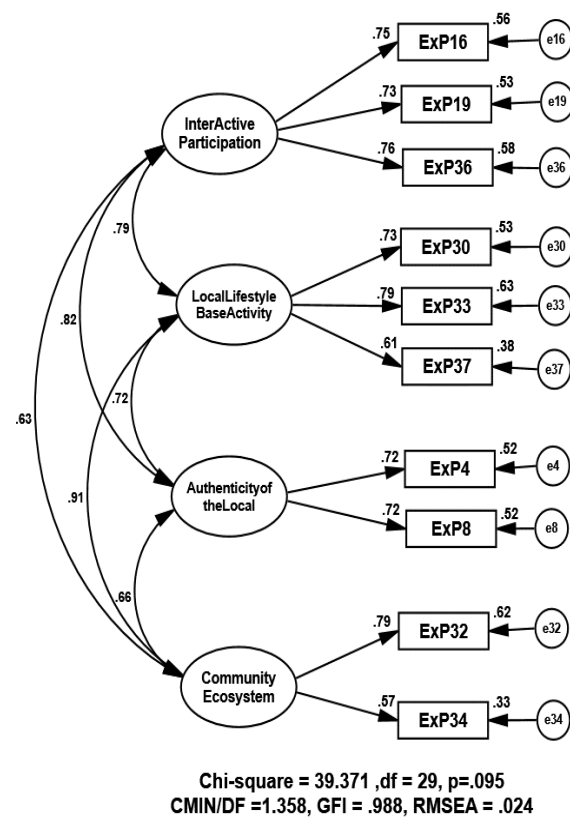 .75
ExP16
.56
e16
.73
ExP19
.53
e19
InterActive
Participation
.76
ExP36
.58
e36
.79
.73
ExP30
.53
e30
LocalLifestyle
BaseActivity
.79
ExP33
.63
e33
.61
ExP37
.38
e37
.82
.63
.72
.91
Authenticityof
theLocal
.72
ExP4
.52
e4
.72
ExP8
.52
e8
.66
.79
ExP32
.62
e32
Community
Ecosystem
.57
ExP34
.33
e34
Chi-square = 39.371 ,df = 29, p=.095
CMIN/DF =1.358, GFI = .988, RMSEA = .024